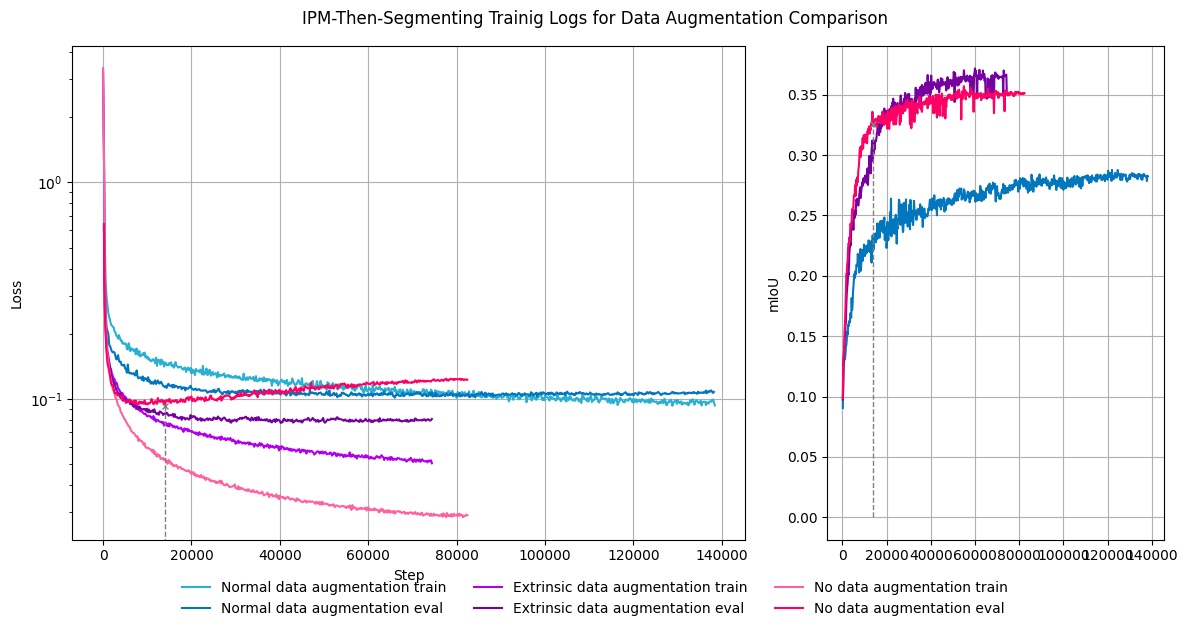 IPM-Then-Segmenting Trainig Logs for Data Augmentation Comparison
Loss
10⁰
10⁻¹
0 20000 40000 60000 80000 100000 120000 140000
Step
mIoU
0.35
0.30
0.25
0.20
0.15
0.10
0.05
0.00
0 20000 40000 60000 80000 100000 120000 140000
Normal data augmentation train
Normal data augmentation eval
Extrinsic data augmentation train
Extrinsic data augmentation eval
No data augmentation train
No data augmentation eval